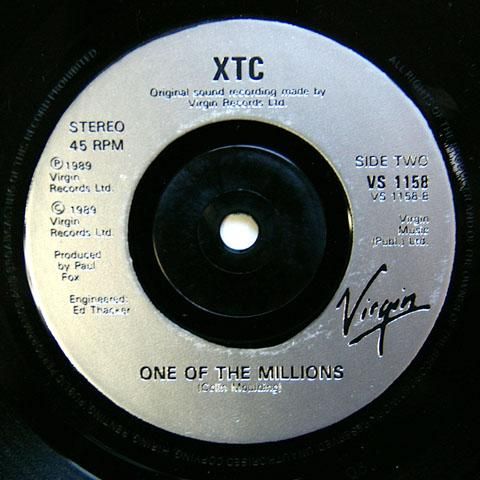 XTC
Original sound recording made by
Virgin Records Ltd.
STEREO
45 RPM
℗ 1989
Virgin
Records Ltd.
© 1989
Virgin
Records Ltd.
Produced
by Paul
Fox
Engineered:
Ed Thacker
SIDE TWO
VS 1158
VS 1158-B
Virgin
Music
(Publ.) Ltd.
Virgin
ONE OF THE MILLIONS
(Colin Moulding)